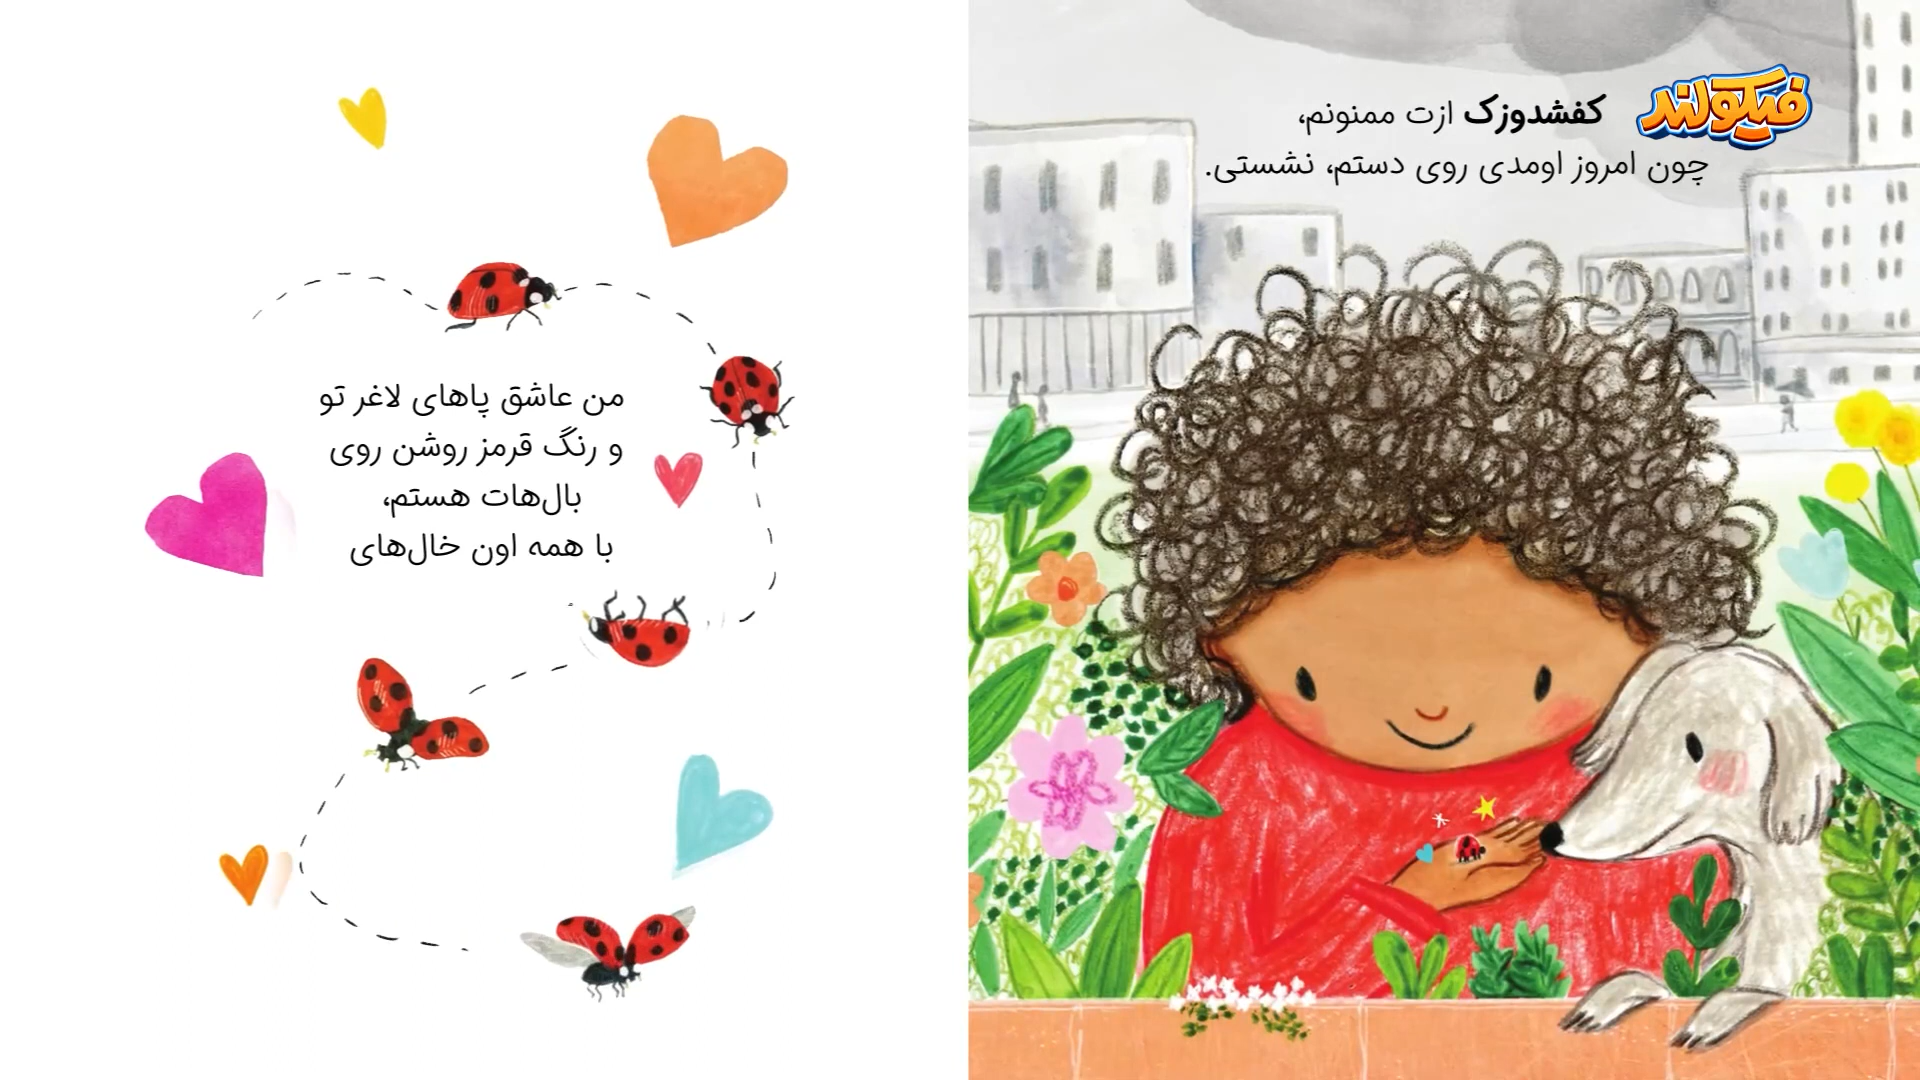 فیکولند
کفشدوزک ازت ممنونم،
چون امروز اومدی روی دستم، نشستی.
من عاشق پاهای لاغر تو
و رنگ قرمز روشن روی
بال‌هات هستم،
با همه اون خال‌های